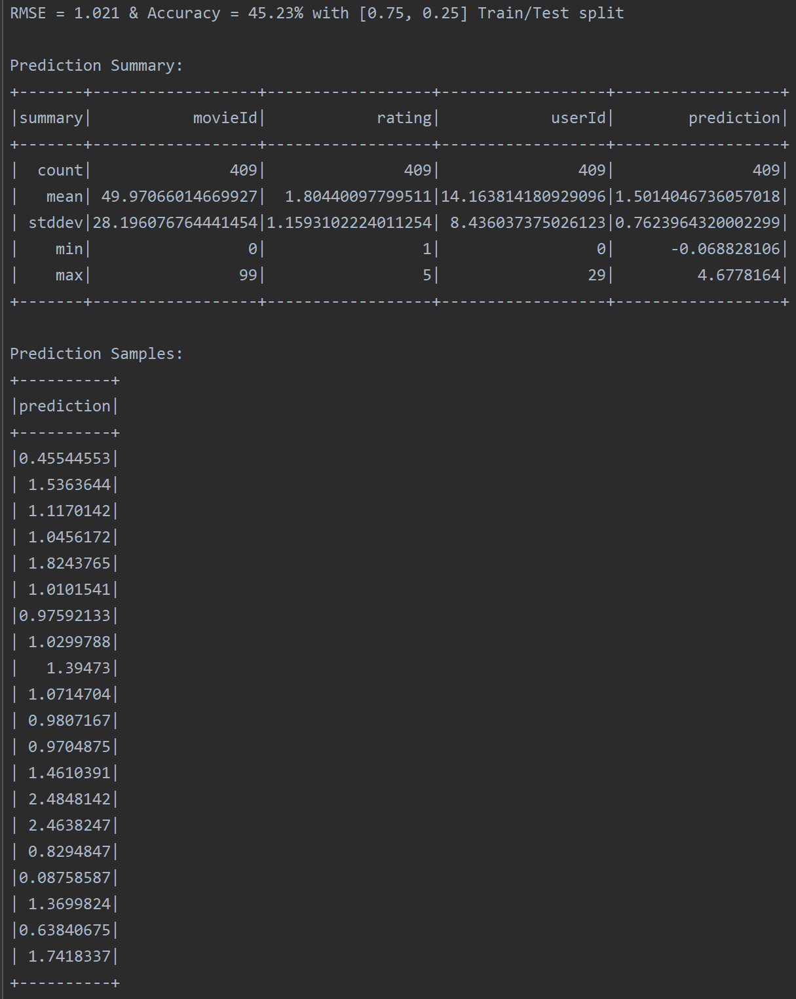 RMSE = 1.021 & Accuracy = 45.23% with [0.75, 0.25] Train/Test split

Prediction Summary:
+-------+------------------+------------------+------------------+------------------+
|summary|           movieId|            rating|            userId|        prediction|
+-------+------------------+------------------+------------------+------------------+
|  count|               409|               409|               409|               409|
|   mean| 49.97066014669927|  1.80440097799511|14.163814180929096|1.5014046736057018|
| stddev|28.196076764441454|1.1593102224011254| 8.436037375026123|0.7623964320002299|
|    min|                 0|                 1|                 0|      -0.068828106|
|    max|                99|                 5|                29|         4.6778164|
+-------+------------------+------------------+------------------+------------------+

Prediction Samples:
+----------+
|prediction|
+----------+
|0.45544553|
| 1.5363644|
| 1.1170142|
| 1.0456172|
| 1.8243765|
| 1.0101541|
|0.97592133|
| 1.0299788|
|   1.39473|
| 1.0714704|
| 0.9807167|
| 0.9704875|
| 1.4610391|
| 2.4848142|
| 2.4638247|
| 0.8294847|
|0.08758587|
| 1.3699824|
|0.63840675|
| 1.7418337|
+----------+